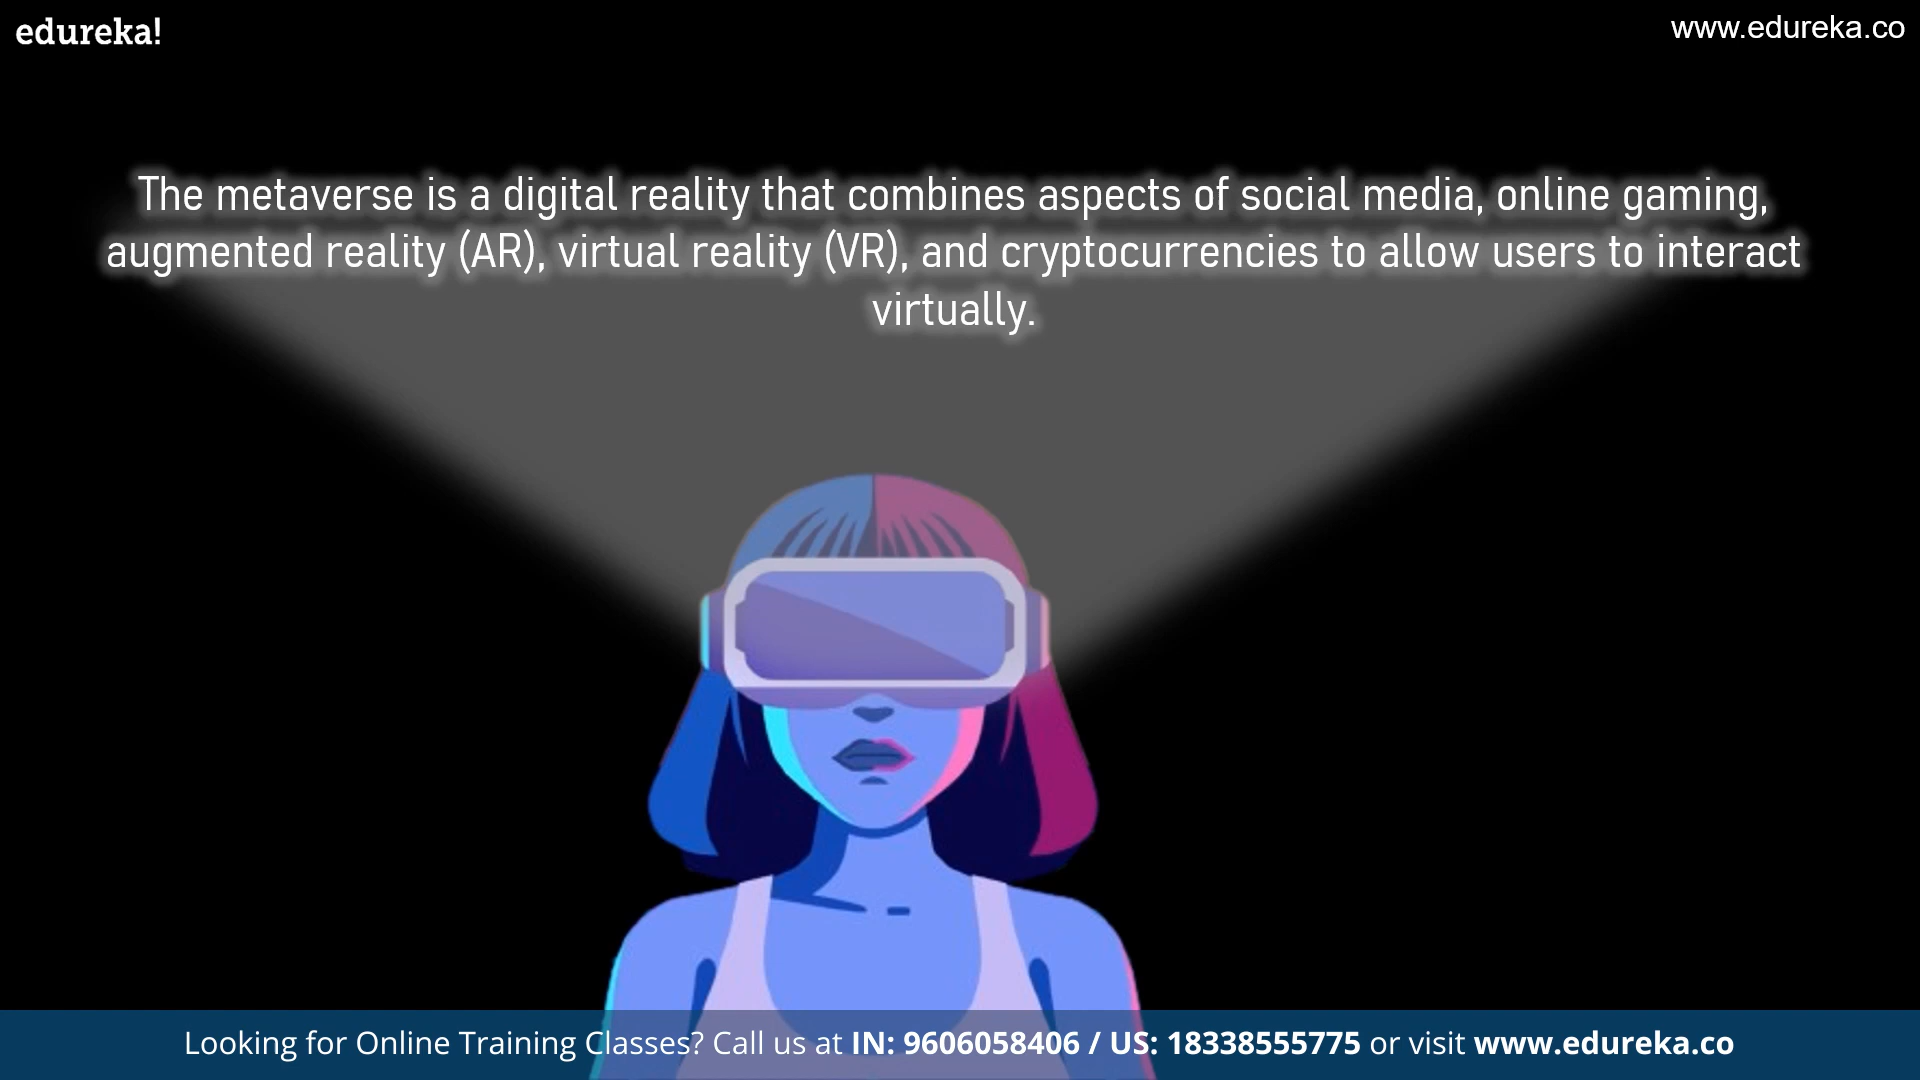 edureka!
www.edureka.co
The metaverse is a digital reality that combines aspects of social media, online gaming,
augmented reality (AR), virtual reality (VR), and cryptocurrencies to allow users to interact
virtually.
Looking for Online Training Classes? Call us at IN: 9606058406 / US: 18338555775 or visit www.edureka.co